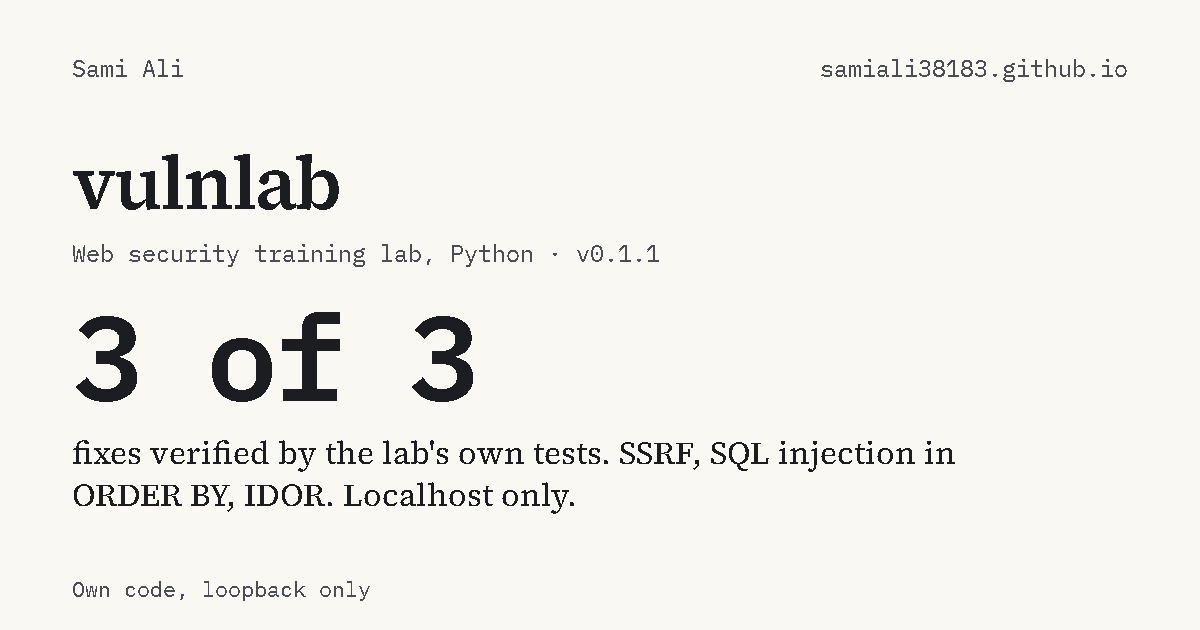 Sami Ali
samiali38183.github.io
vulnlab
Web security training lab, Python · v0.1.1
3 of 3
fixes verified by the lab's own tests. SSRF, SQL injection in
ORDER BY, IDOR. Localhost only.
Own code, loopback only